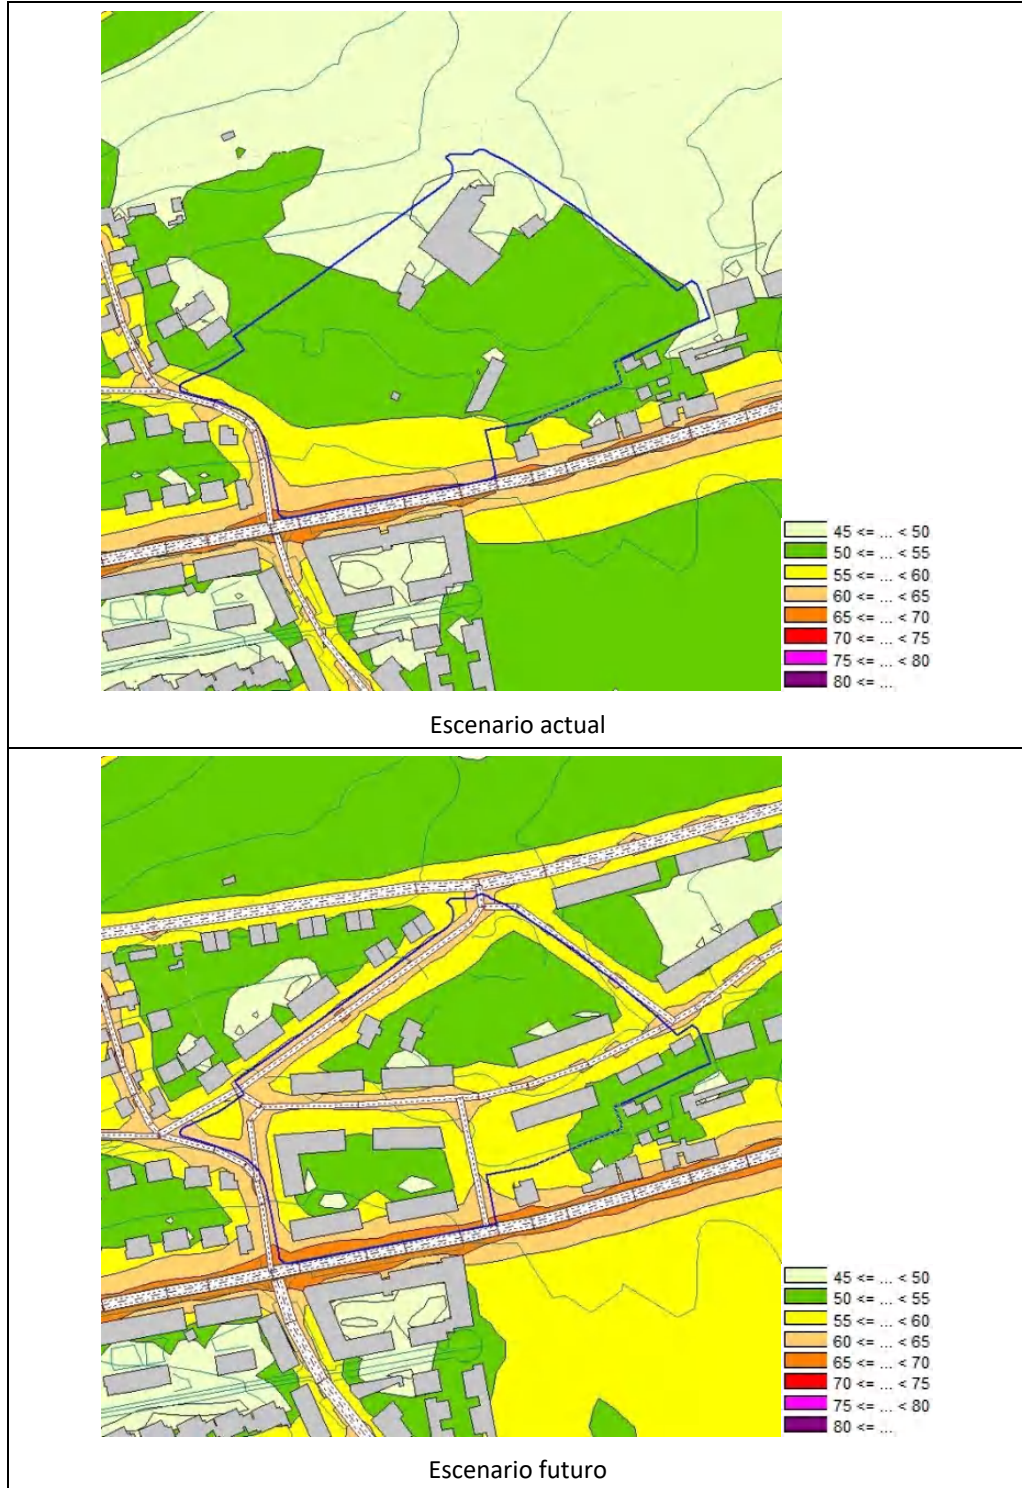 45 <= ... < 50
50 <= ... < 55
55 <= ... < 60
60 <= ... < 65
65 <= ... < 70
70 <= ... < 75
75 <= ... < 80
80 <= ...
Escenario actual
45 <= ... < 50
50 <= ... < 55
55 <= ... < 60
60 <= ... < 65
65 <= ... < 70
70 <= ... < 75
75 <= ... < 80
80 <= ...
Escenario futuro